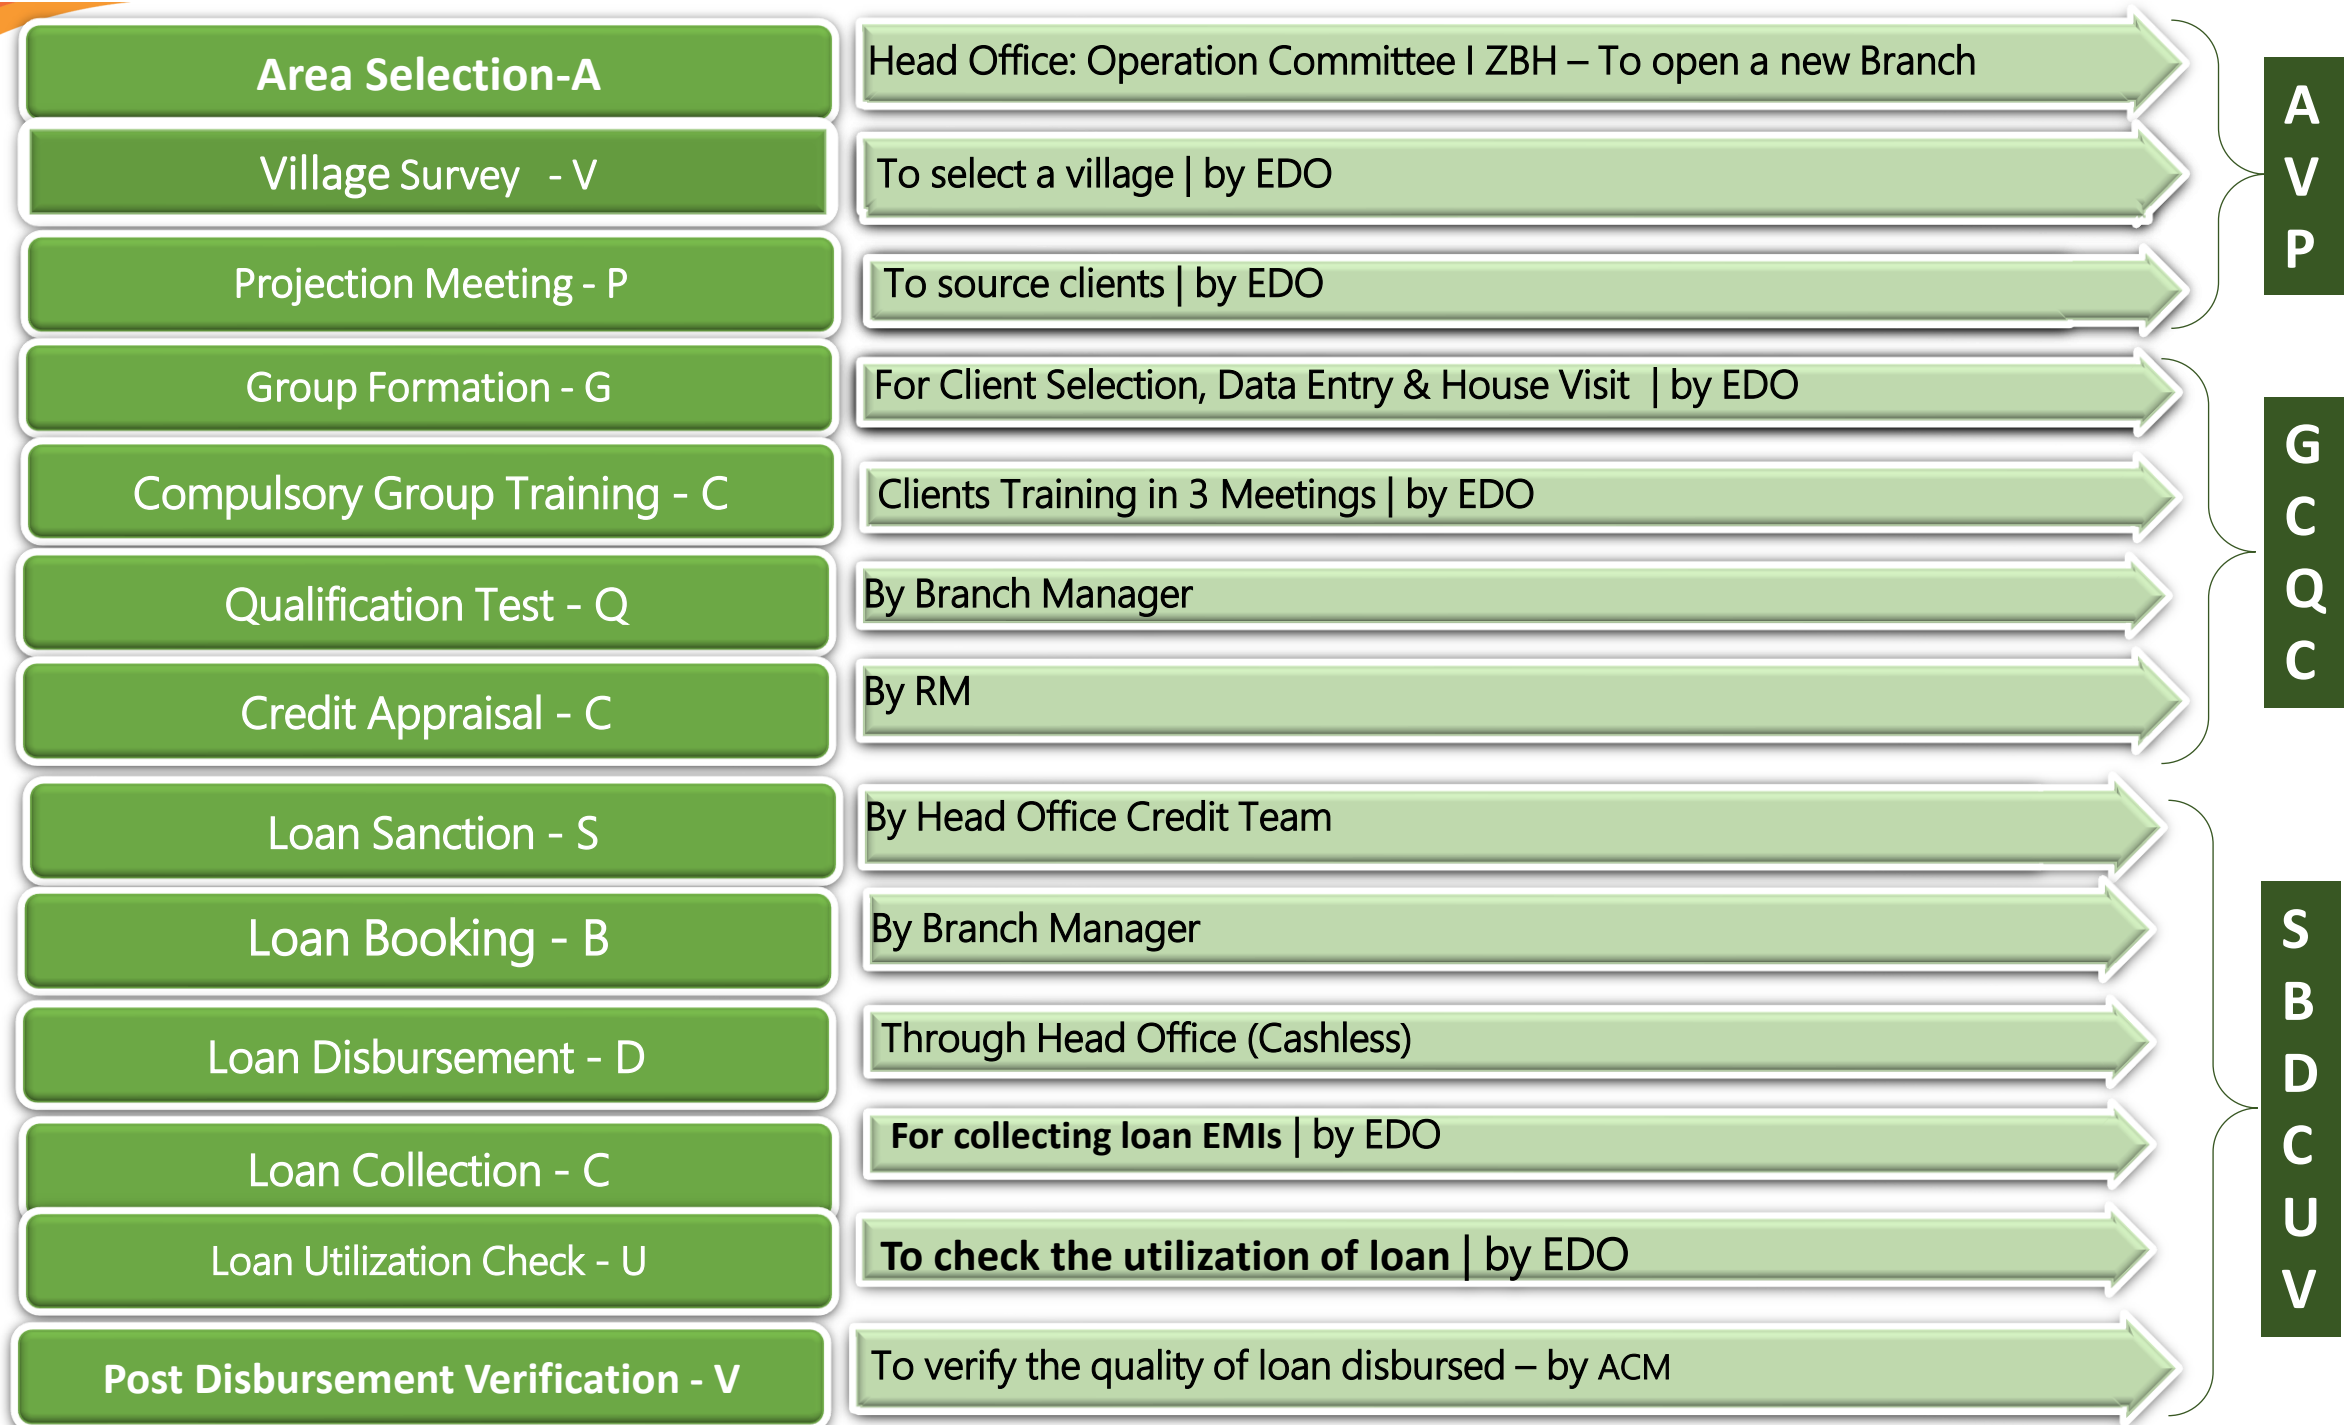 Area Selection-A
Head Office: Operation Committee I ZBH – To open a new Branch
Village Survey - V
To select a village | by EDO
Projection Meeting - P
To source clients | by EDO
A
V
P
Group Formation - G
For Client Selection, Data Entry & House Visit | by EDO
Compulsory Group Training - C
Clients Training in 3 Meetings | by EDO
Qualification Test - Q
By Branch Manager
Credit Appraisal - C
By RM
G
C
Q
C
Loan Sanction - S
By Head Office Credit Team
Loan Booking - B
By Branch Manager
Loan Disbursement - D
Through Head Office (Cashless)
Loan Collection - C
For collecting loan EMIs | by EDO
Loan Utilization Check - U
To check the utilization of loan | by EDO
Post Disbursement Verification - V
To verify the quality of loan disbursed – by ACM
S
B
D
C
U
V